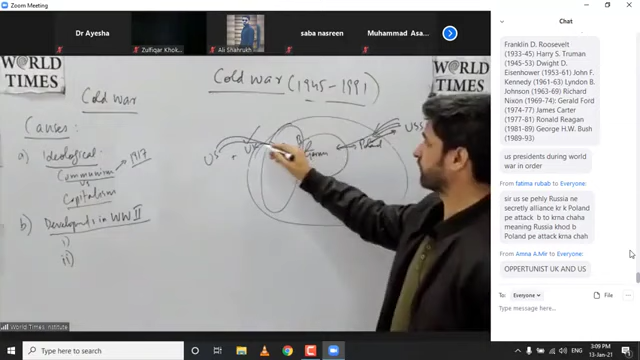 Zoom Meeting
Dr Ayesha
Zulfiqar Khok...
Ali Shahrukh
saba nasreen
Muhammad Asa...
WORLD TIMES
Cold war (1945-1991)
WORLD TIMES
Cold war
Causes:
a) Ideological
Communism 1917
vs
Capitalism
b) Developments in WW II
i)
ii)
US +
Poland
USS
At World Times Institute
Chat
Franklin D. Roosevelt
(1933-45) Harry S. Truman
(1945-53) Dwight D.
Eisenhower (1953-61) John F.
Kennedy (1961-63) Lyndon B.
Johnson (1963-69) Richard
Nixon (1969-74) Gerald Ford
(1974-77) Jimmy Carter
(1977-81) Ronald Reagan
(1981-89) George H.W. Bush
(1989-93)
us presidents during world
war in order
From fatima rubab to Everyone:
sir us se pehly Russia ne
secretly alliance kr k Poland
pe attack b to krna chaha
meaning Russia khod b
Poland pe attack krna chah
From Amna A.Mir to Everyone:
OPPERTUNIST UK AND US
To: Everyone
File
Type message here...
Type here to search
3:09 PM
13-Jan-21